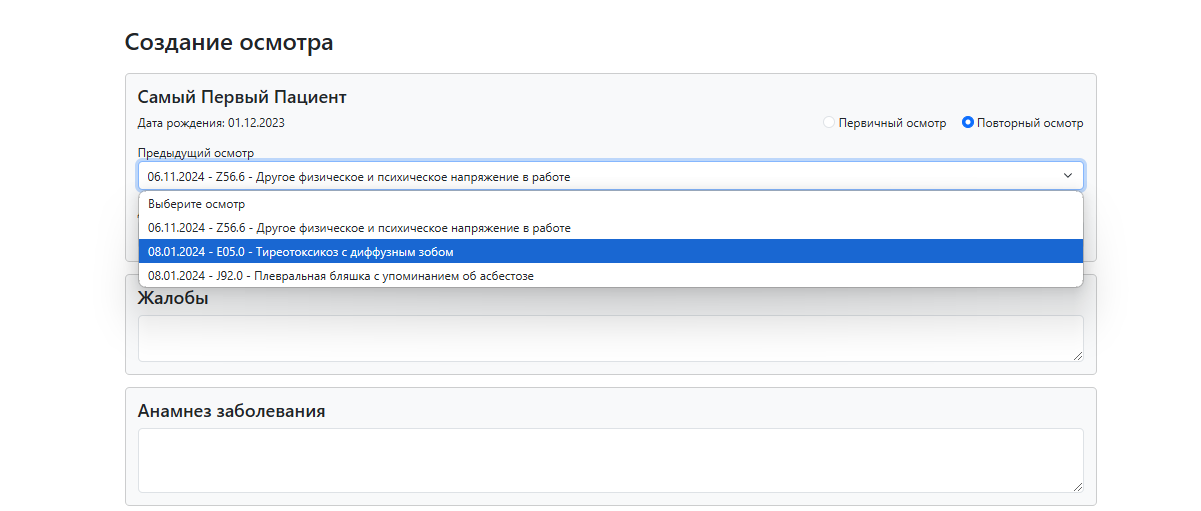 Создание осмотра
Самый Первый Пациент
Дата рождения: 01.12.2023
Первичный осмотр
Повторный осмотр
Предыдущий осмотр
06.11.2024 - Z56.6 - Другое физическое и психическое напряжение в работе
Выберите осмотр
06.11.2024 - Z56.6 - Другое физическое и психическое напряжение в работе
08.01.2024 - E05.0 - Тиреотоксикоз с диффузным зобом
08.01.2024 - J92.0 - Плевральная бляшка с упоминанием об асбестозе
Жалобы
Анамнез заболевания